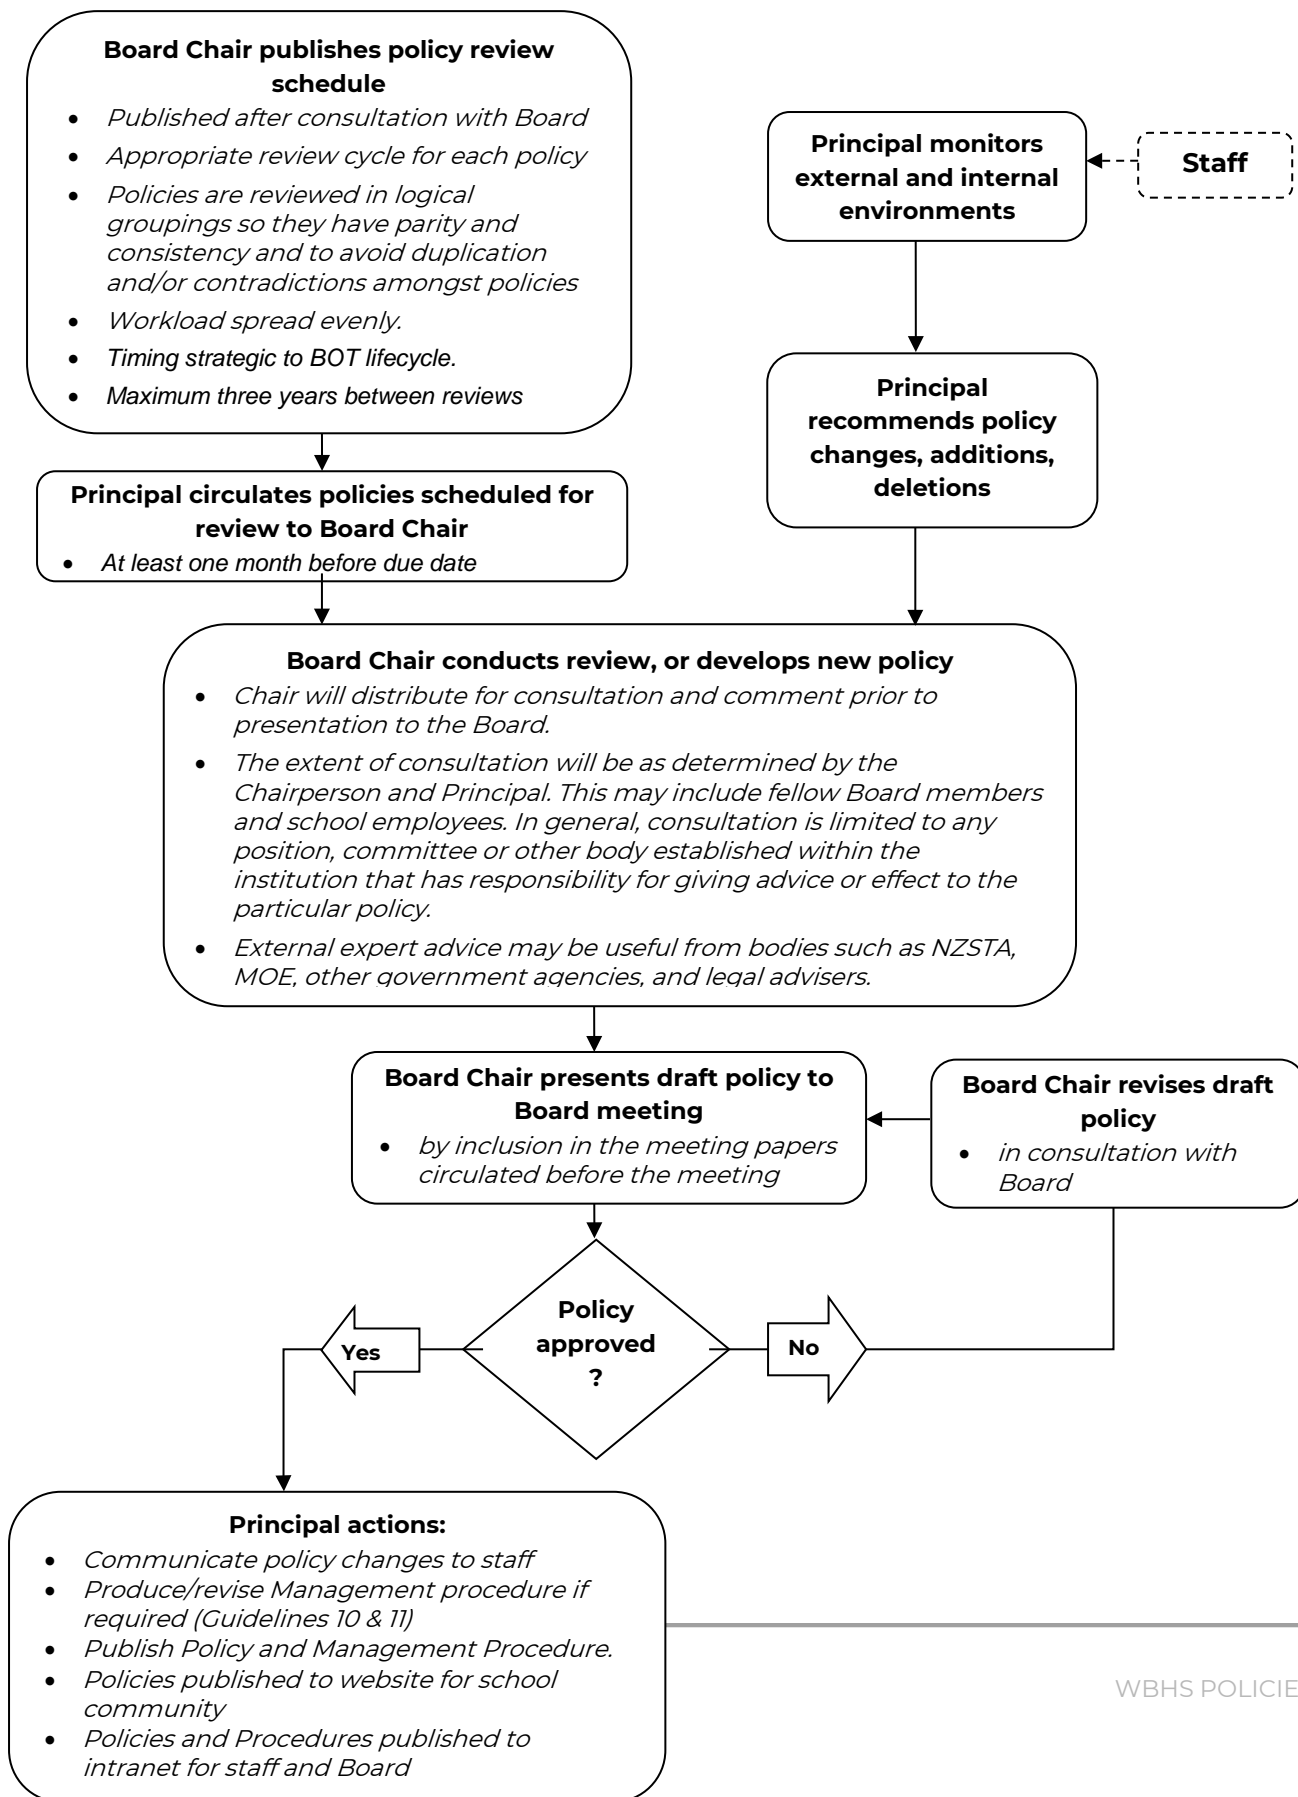 Board Chair publishes policy review
schedule
• Published after consultation with Board
• Appropriate review cycle for each policy
• Policies are reviewed in logical
groupings so they have parity and
consistency and to avoid duplication
and/or contradictions amongst policies
• Workload spread evenly.
• Timing strategic to BOT lifecycle.
• Maximum three years between reviews
Principal monitors
external and internal
environments
Staff
Principal
recommends policy
changes, additions,
deletions
Principal circulates policies scheduled for
review to Board Chair
• At least one month before due date
Board Chair conducts review, or develops new policy
• Chair will distribute for consultation and comment prior to
presentation to the Board.
• The extent of consultation will be as determined by the
Chairperson and Principal. This may include fellow Board members
and school employees. In general, consultation is limited to any
position, committee or other body established within the
institution that has responsibility for giving advice or effect to the
particular policy.
• External expert advice may be useful from bodies such as NZSTA,
MOE, other government agencies, and legal advisers.
Board Chair presents draft policy to
Board meeting
• by inclusion in the meeting papers
circulated before the meeting
Board Chair revises draft
policy
• in consultation with
Board
Policy
approved
?
Yes
No
Principal actions:
• Communicate policy changes to staff
• Produce/revise Management procedure if
required (Guidelines 10 & 11)
• Publish Policy and Management Procedure.
• Policies published to website for school
community
• Policies and Procedures published to
intranet for staff and Board
WBHS POLICIE